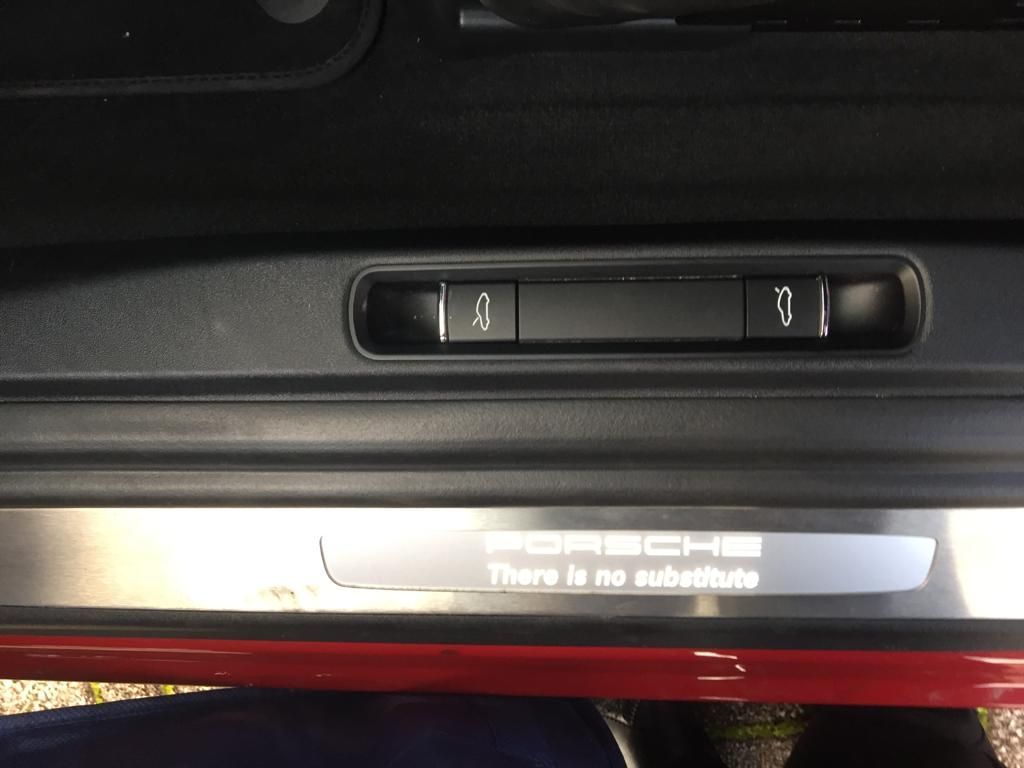 PORSCHE
There is no substitute